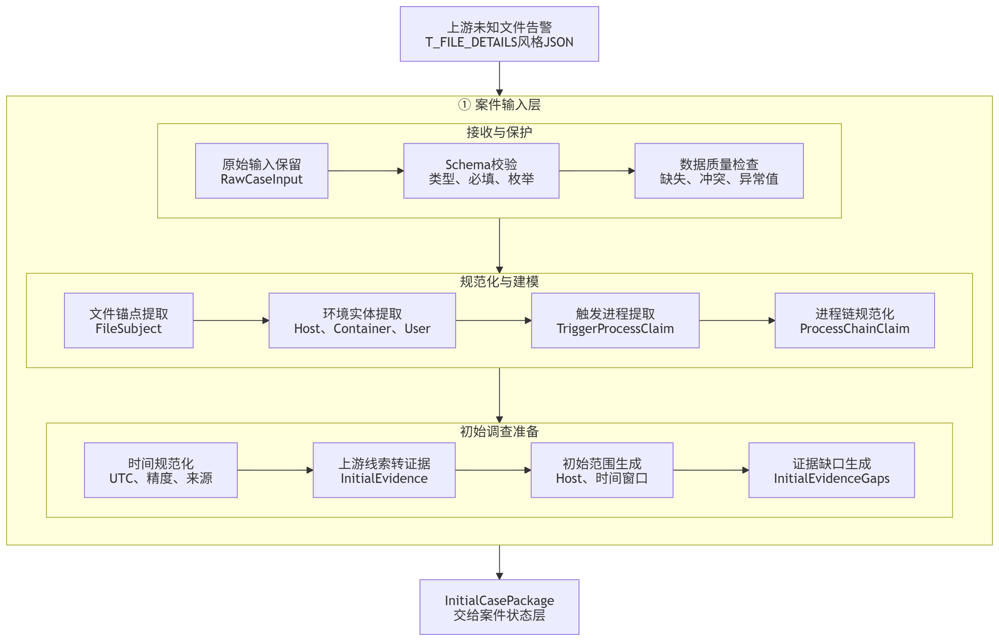 上游未知文件告警
T_FILE_DETAILS风格JSON
① 案件输入层
接收与保护
原始输入保留
RawCaseInput
Schema校验
类型、必填、枚举
数据质量检查
缺失、冲突、异常值
规范化与建模
文件锚点提取
FileSubject
环境实体提取
Host、Container、User
触发进程提取
TriggerProcessClaim
进程链规范化
ProcessChainClaim
初始调查准备
时间规范化
UTC、精度、来源
上游线索转证据
InitialEvidence
初始范围生成
Host、时间窗口
证据缺口生成
InitialEvidenceGaps
InitialCasePackage
交给案件状态层